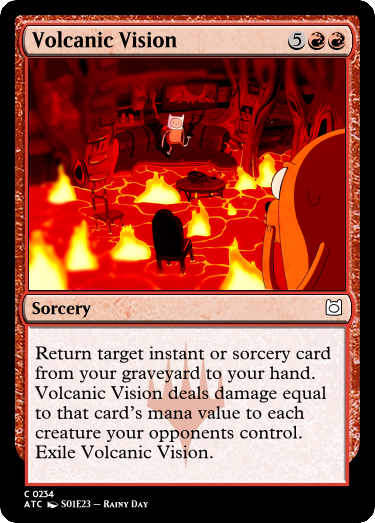 Volcanic Vision 5
Sorcery
Return target instant or sorcery card
from your graveyard to your hand.
Volcanic Vision deals damage equal
to that card's mana value to each
creature your opponents control.
Exile Volcanic Vision.
C 0234
ATC S01E23 — Rainy Day